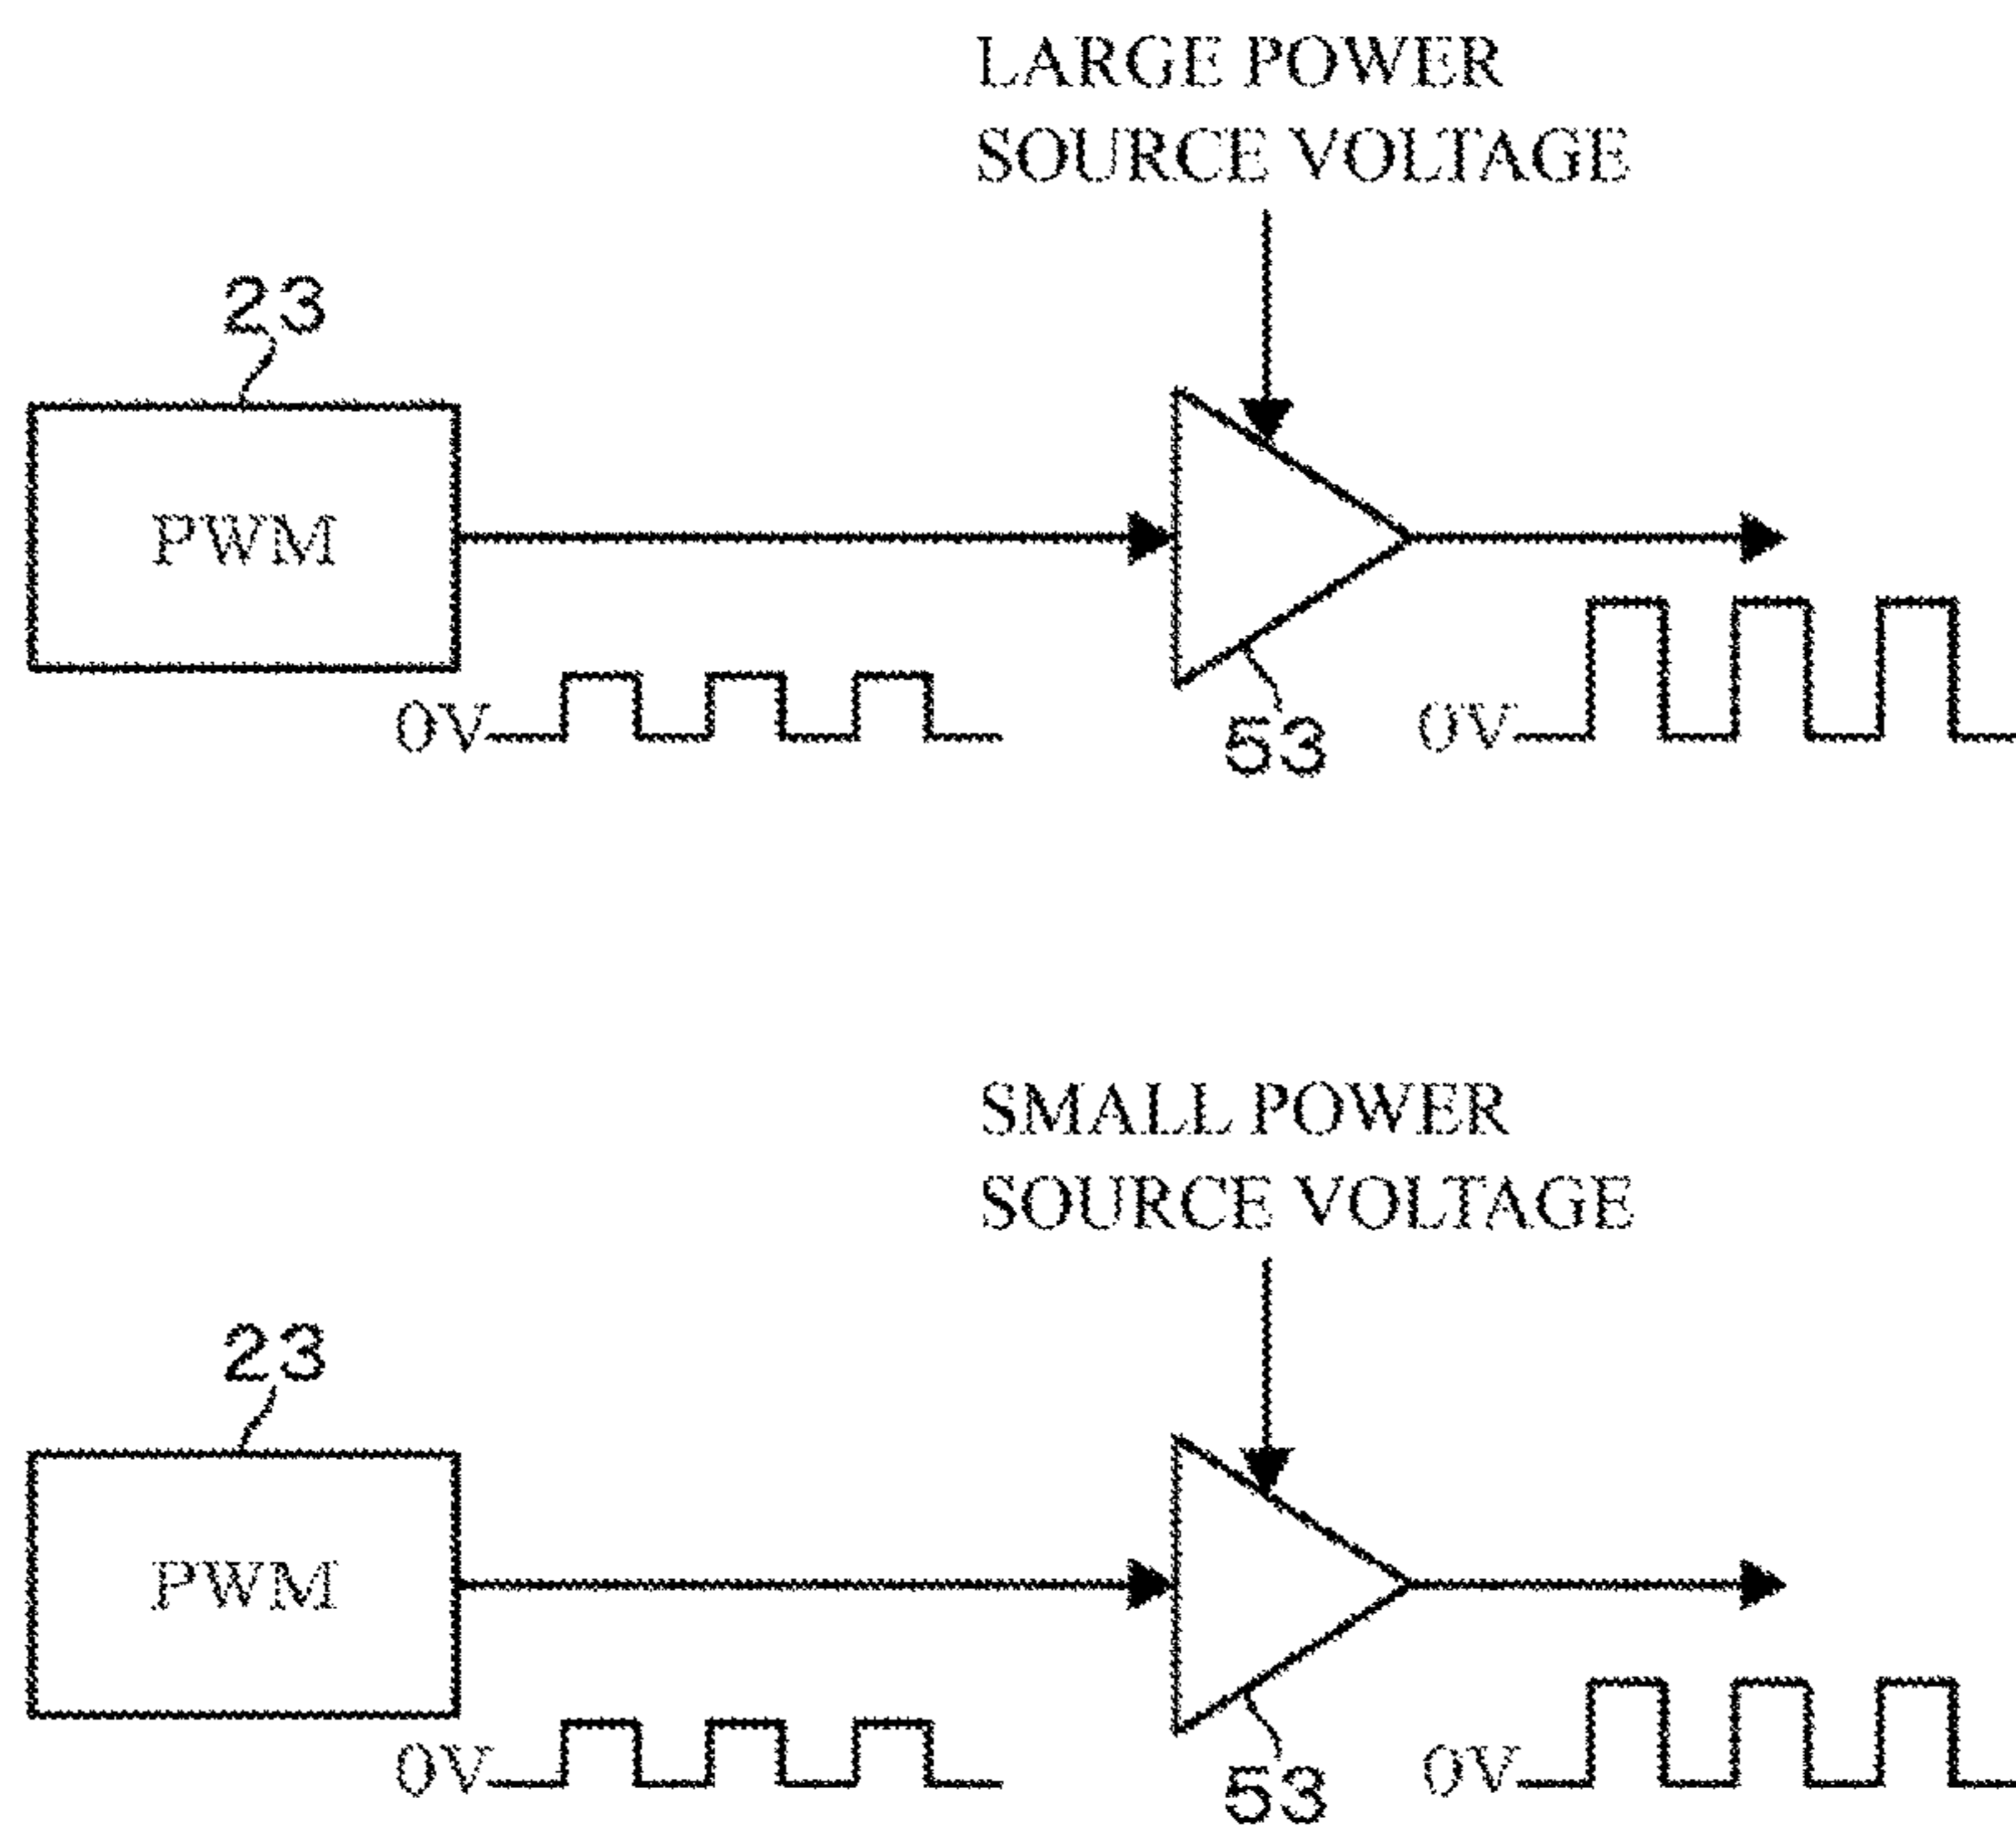 LARGE POWER
SOURCE VOLTAGE
23
PWM
0V
53
0V
SMALL POWER
SOURCE VOLTAGE
23
PWM
0V
53
0V